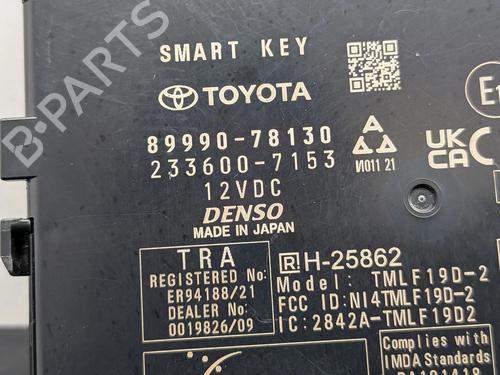 B-PARTS
SMART KEY
TOYOTA
89990-78130
233600-7153
12VDC
DENSO
MADE IN JAPAN
И011 21
UK
CA
TRA
REGISTERED No:
ER94188/21
DEALER No:
0019826/09
R H-25862
Model: TMLF19D-2
FCC ID:NI4TMLF19D-2
IC:2842A-TMLF19D2
Complies with
IMDA Standards